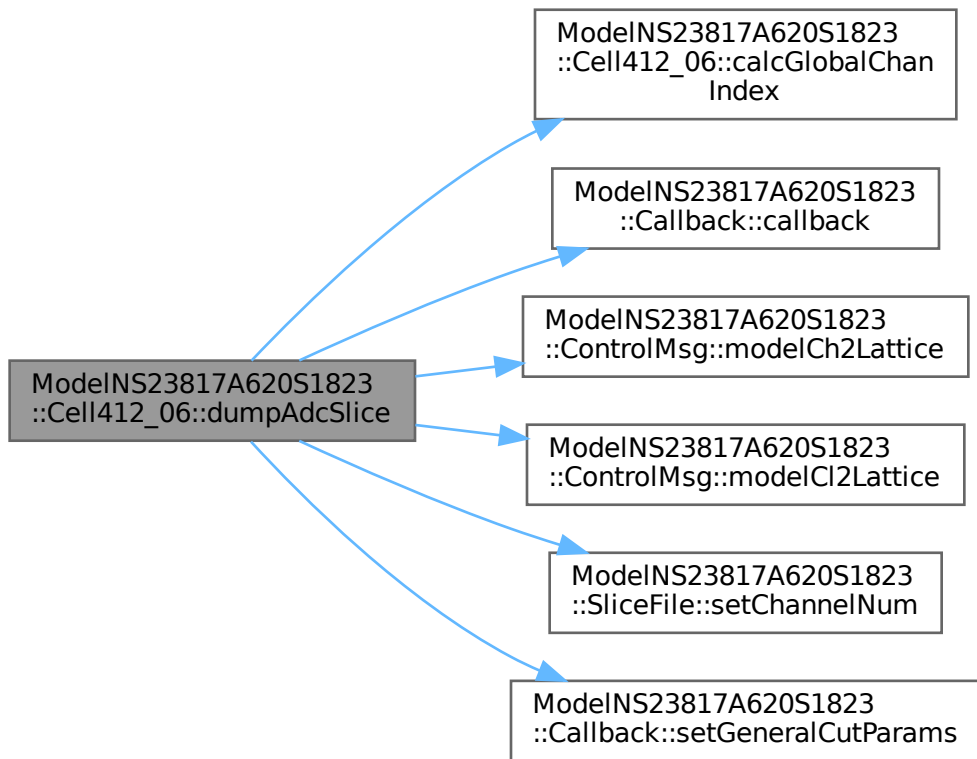 ModelNS23817A620S1823
::Cell412_06::calcGlobalChan
Index
ModelNS23817A620S1823
::Callback::callback
ModelNS23817A620S1823
::ControlMsg::modelCh2Lattice
ModelNS23817A620S1823
::Cell412_06::dumpAdcSlice
ModelNS23817A620S1823
::ControlMsg::modelCl2Lattice
ModelNS23817A620S1823
::SliceFile::setChannelNum
ModelNS23817A620S1823
::Callback::setGeneralCutParams